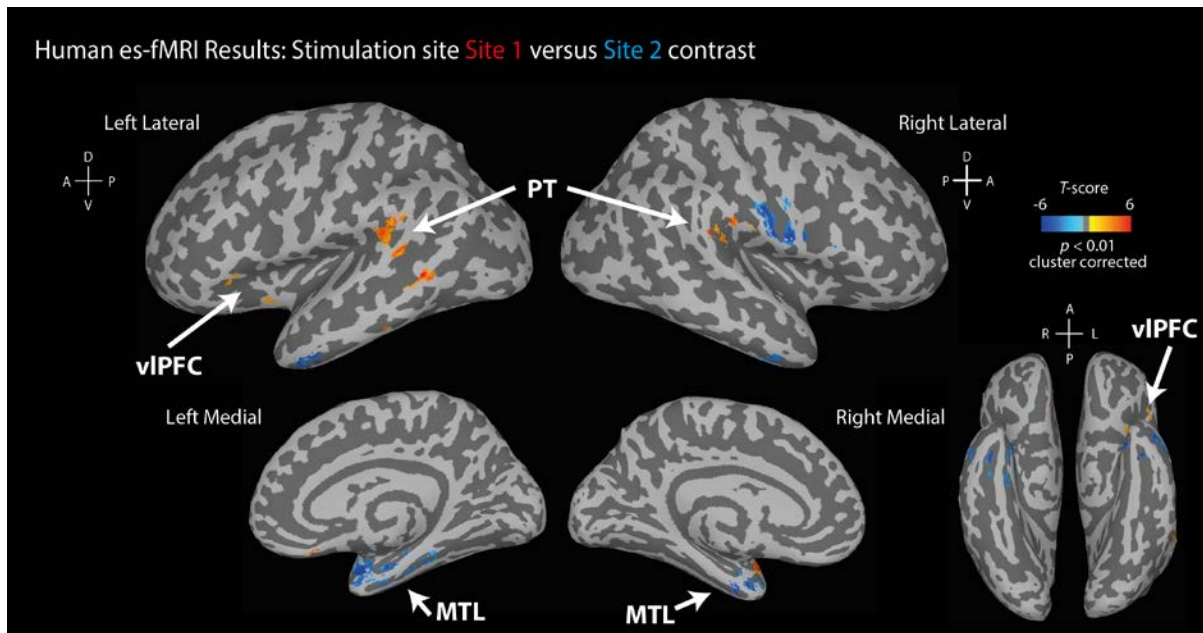 Human es-fMRI Results: Stimulation site Site 1 versus Site 2 contrast
Left Lateral
Right Lateral
D
A P
V
PT
D
P A
V
T-score
-6 6
p < 0.01
cluster corrected
vlPFC
A
R L
P
vlPFC
Left Medial
Right Medial
MTL
MTL